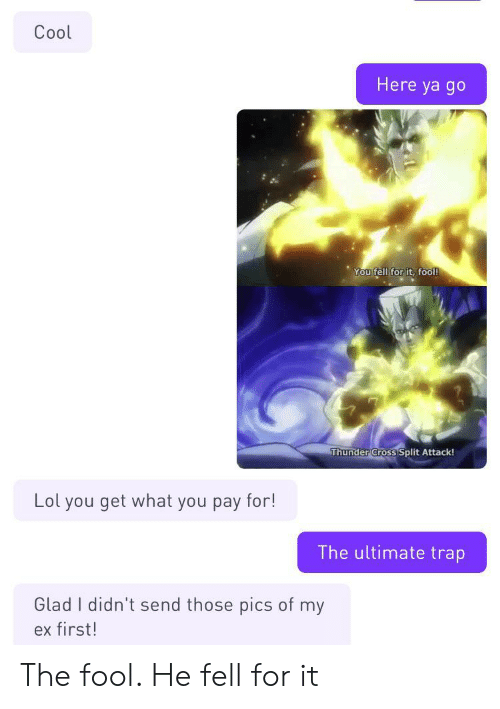 Cool
Here ya go
You fell for it, fool!
Thunder Cross Split Attack!
Lol you get what you pay for!
The ultimate trap
Glad I didn't send those pics of my
ex first!
The fool. He fell for it